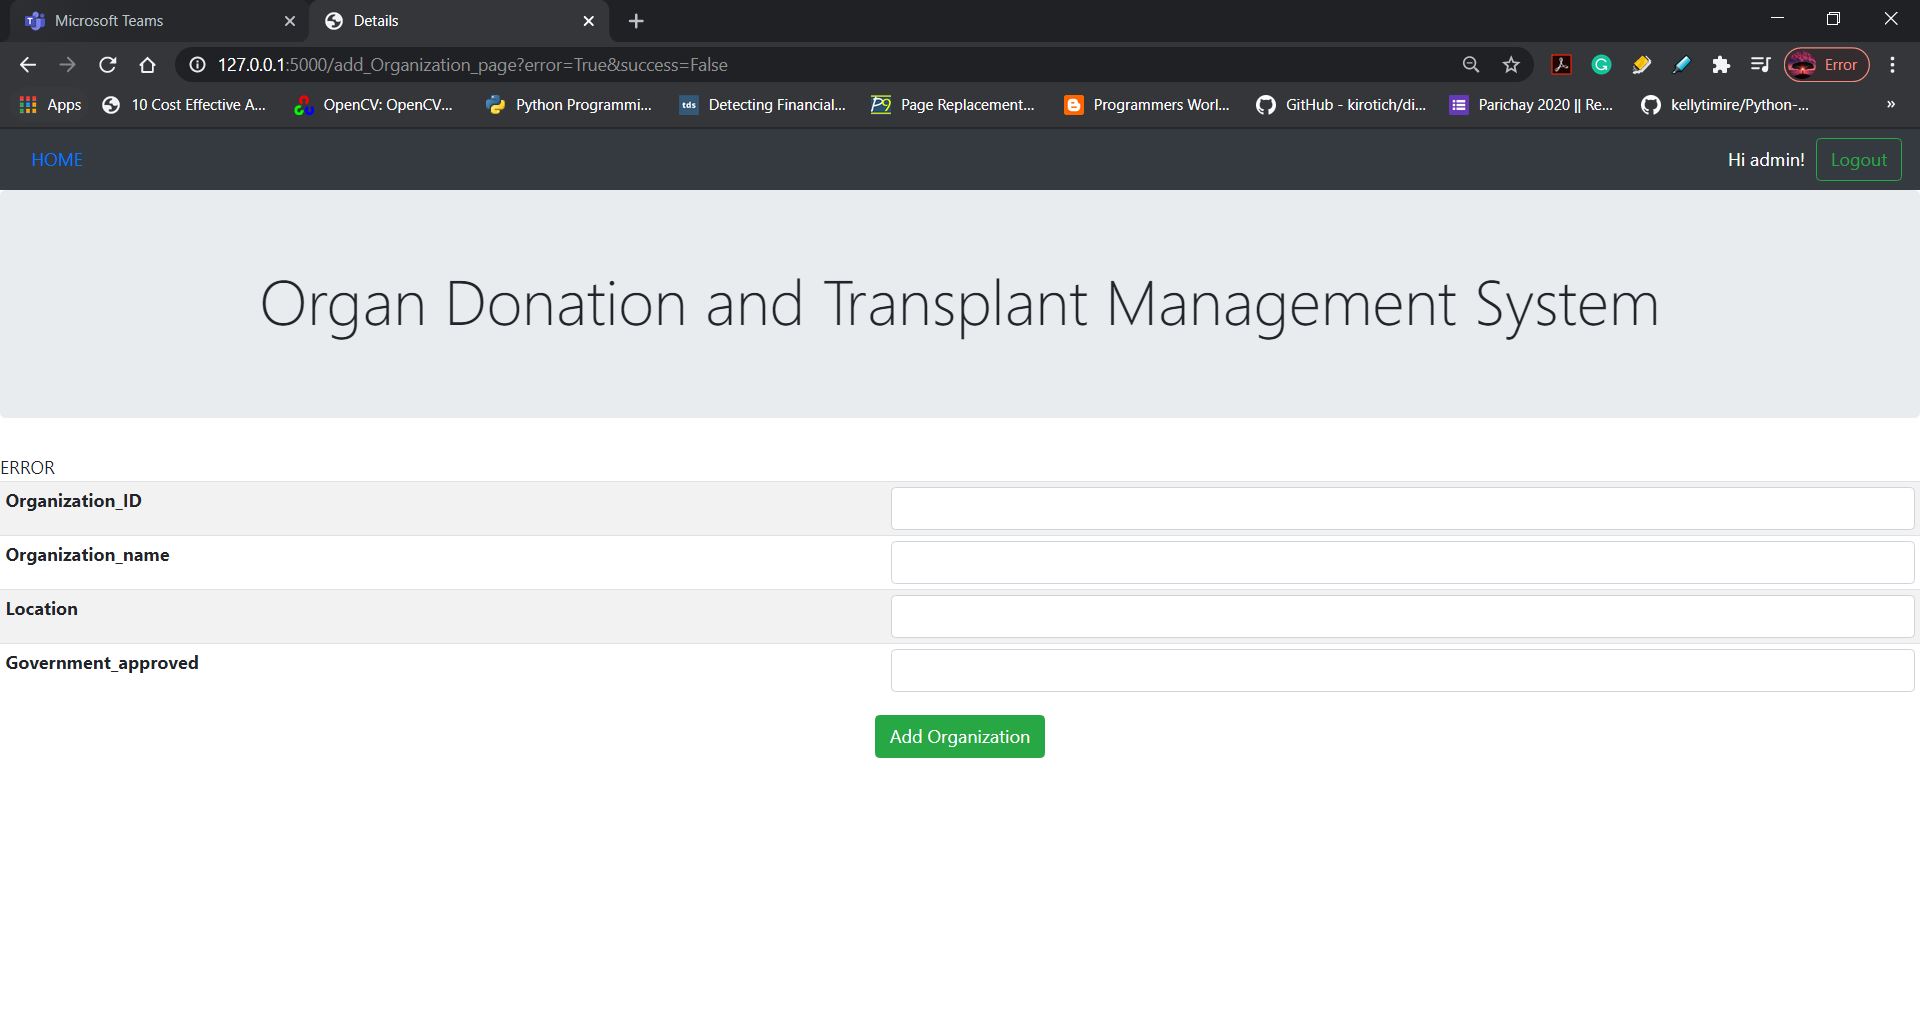 Microsoft Teams
Details
127.0.0.1:5000/add_Organization_page?error=True&success=False
Error
Apps
10 Cost Effective A...
OpenCV: OpenCV...
Python Programmi...
tds Detecting Financial...
Page Replacement...
Programmers Worl...
GitHub - kirotich/di...
Parichay 2020 || Re...
kellytimire/Python-...
»
HOME
Hi admin!
Logout
Organ Donation and Transplant Management System
ERROR
Organization_ID
Organization_name
Location
Government_approved
Add Organization